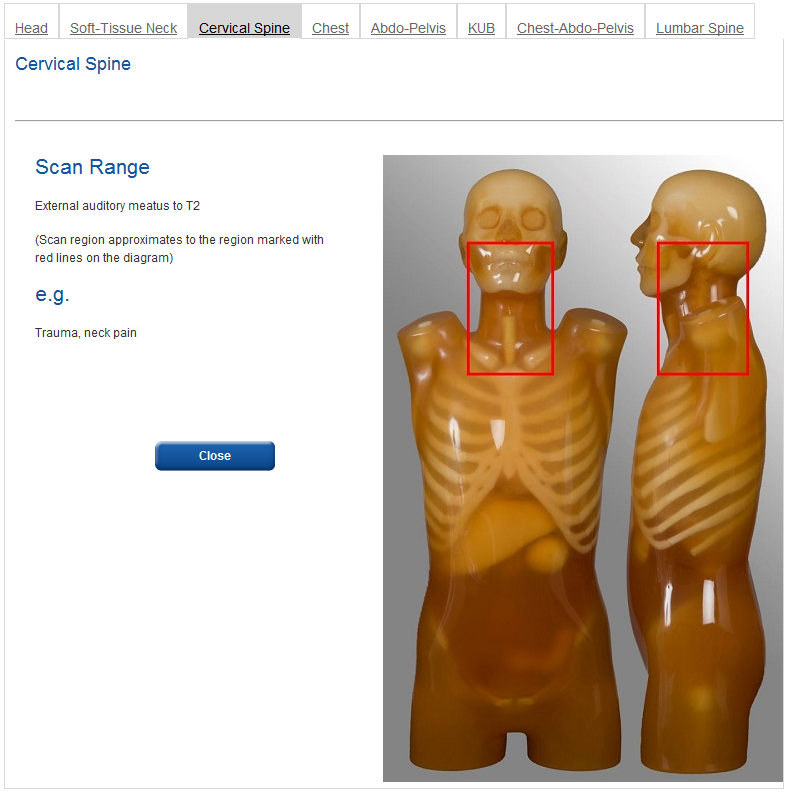 Head Soft-Tissue Neck Cervical Spine Chest Abdo-Pelvis KUB Chest-Abdo-Pelvis Lumbar Spine
Cervical Spine
Scan Range
External auditory meatus to T2
(Scan region approximates to the region marked with
red lines on the diagram)
e.g.
Trauma, neck pain
Close